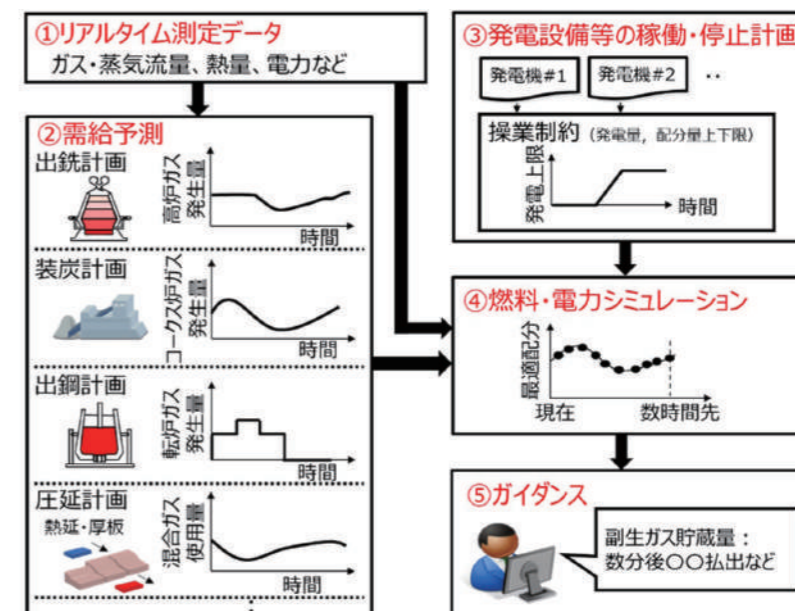 ①リアルタイム測定データ
ガス・蒸気流量、熱量、電力など
②需給予測
出銑計画
高炉ガス
発生量
時間
装炭計画
コークス炉ガス
発生量
時間
出鋼計画
転炉ガス
発生量
時間
圧延計画
熱延・厚板
混合ガス
使用量
時間
③発電設備等の稼働・停止計画
発電機#1
発電機#2
‥
操業制約（発電量，配分量上下限）
発電上限
時間
④燃料・電力シミュレーション
最適配分
現在
数時間先
⑤ガイダンス
副生ガス貯蔵量：
数分後〇〇払出など